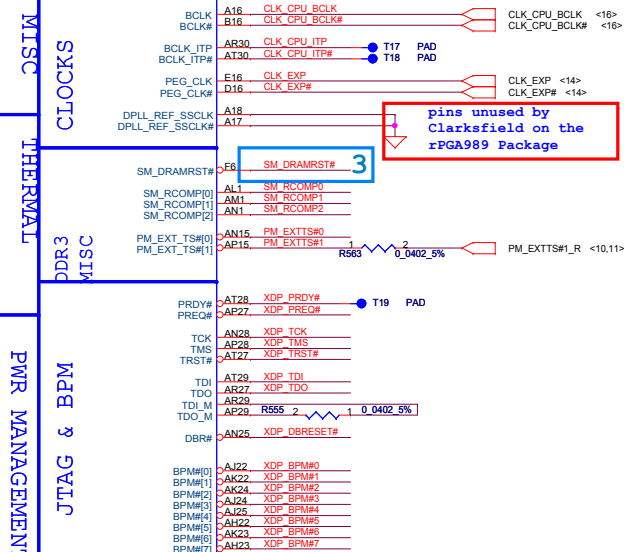 MISC
THERMAL
PWR MANAGEMENT
CLOCKS
DDR3
MISC
JTAG & BPM
BCLK A16 CLK_CPU_BCLK CLK_CPU_BCLK <16>
BCLK# B16 CLK_CPU_BCLK# CLK_CPU_BCLK# <16>
BCLK_ITP AR30 CLK_CPU_ITP T17 PAD
BCLK_ITP# AT30 CLK_CPU_ITP# T18 PAD
PEG_CLK E16 CLK_EXP CLK_EXP <14>
PEG_CLK# D16 CLK_EXP# CLK_EXP# <14>
DPLL_REF_SSCLK A18
DPLL_REF_SSCLK# A17
pins unused by
Clarksfield on the
rPGA989 Package
SM_DRAMRST# F6 SM_DRAMRST# 3
SM_RCOMP[0] AL1 SM_RCOMP0
SM_RCOMP[1] AM1 SM_RCOMP1
SM_RCOMP[2] AN1 SM_RCOMP2
PM_EXT_TS#[0] AN15 PM_EXTTS#0
PM_EXT_TS#[1] AP15 PM_EXTTS#1 R563 1 2 0_0402_5% PM_EXTTS#1_R <10,11>
PRDY# AT28 XDP_PRDY# T19 PAD
PREQ# AP27 XDP_PREQ#
TCK AN28 XDP_TCK
TMS AP28 XDP_TMS
TRST# AT27 XDP_TRST#
TDI AT29 XDP_TDI
TDO AR27 XDP_TDO
TDI_M AR29
TDO_M AP29 R555 2 1 0_0402_5%
DBR# AN25 XDP_DBRESET#
BPM#[0] AJ22 XDP_BPM#0
BPM#[1] AK22 XDP_BPM#1
BPM#[2] AK24 XDP_BPM#2
BPM#[3] AJ24 XDP_BPM#3
BPM#[4] AJ25 XDP_BPM#4
BPM#[5] AH22 XDP_BPM#5
BPM#[6] AK23 XDP_BPM#6
BPM#[7] AH23 XDP_BPM#7